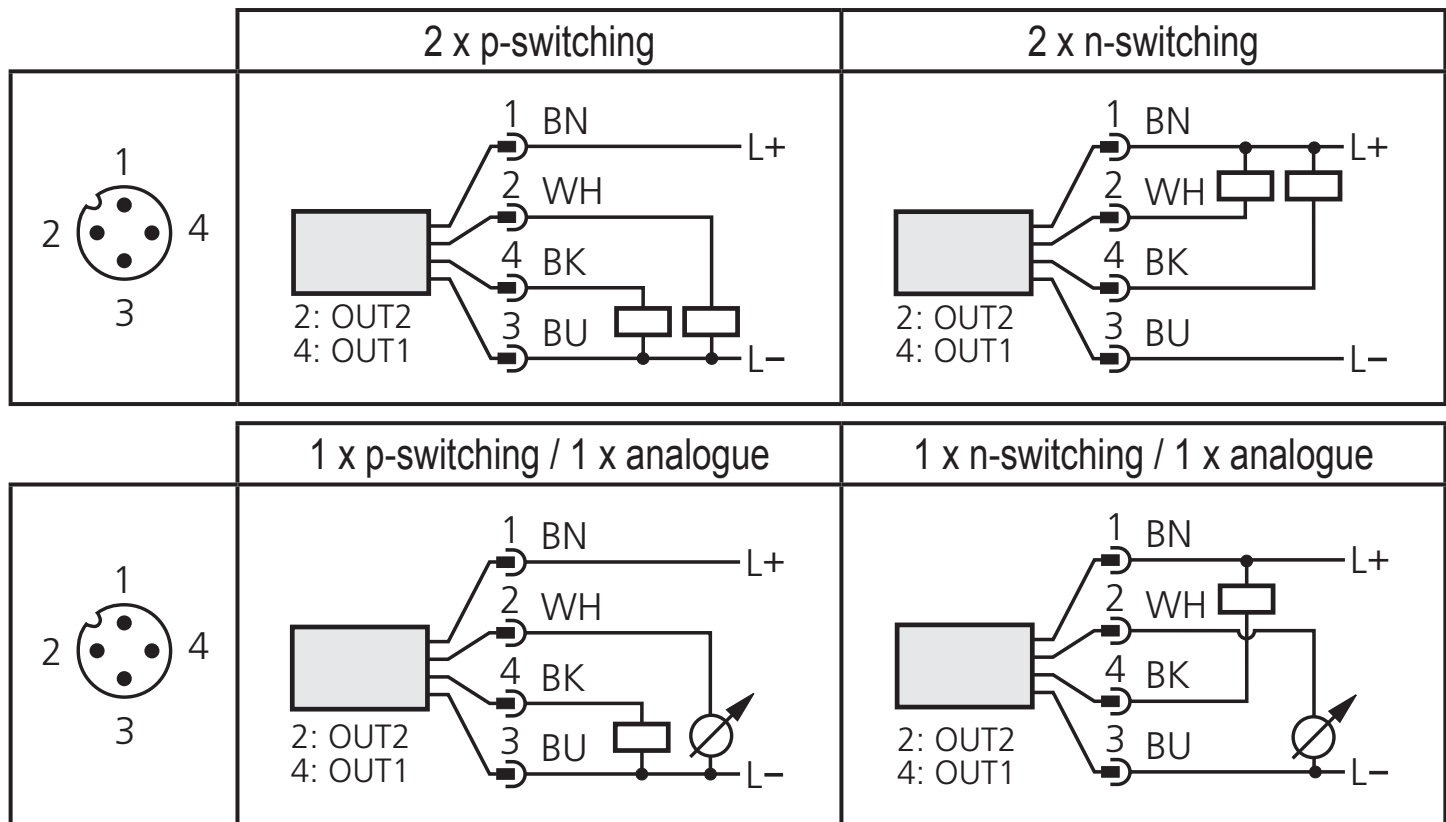 2 x p-switching
2 x n-switching
1
2
4
3
1 BN
L+
2 WH
4 BK
3 BU
L–
2: OUT2
4: OUT1
1 BN
L+
2 WH
4 BK
3 BU
L–
2: OUT2
4: OUT1
1 x p-switching / 1 x analogue
1 x n-switching / 1 x analogue
1
2
4
3
1 BN
L+
2 WH
4 BK
3 BU
L–
2: OUT2
4: OUT1
1 BN
L+
2 WH
4 BK
3 BU
L–
2: OUT2
4: OUT1